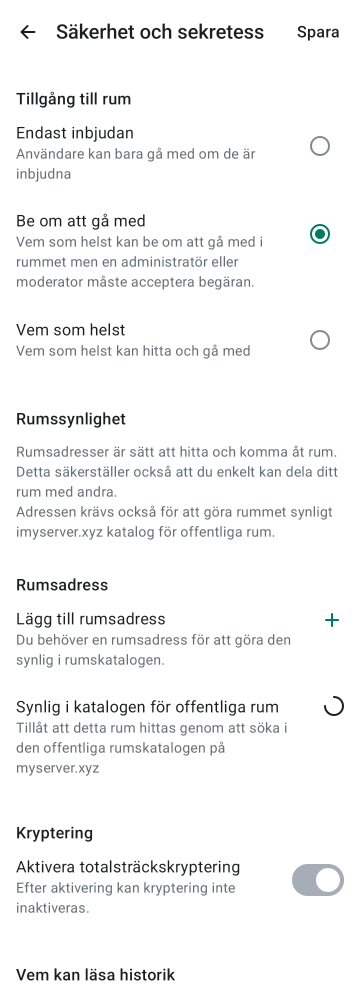 Säkerhet och sekretess
Spara
Tillgång till rum
Endast inbjudan
Användare kan bara gå med om de är
inbjudna
Be om att gå med
Vem som helst kan be om att gå med i
rummet men en administratör eller
moderator måste acceptera begäran.
Vem som helst
Vem som helst kan hitta och gå med
Rumssynlighet
Rumsadresser är sätt att hitta och komma åt rum.
Detta säkerställer också att du enkelt kan dela ditt
rum med andra.
Adressen krävs också för att göra rummet synligt
imyserver.xyz katalog för offentliga rum.
Rumsadress
Lägg till rumsadress
Du behöver en rumsadress för att göra den
synlig i rumskatalogen.
Synlig i katalogen för offentliga rum
Tillåt att detta rum hittas genom att söka i
den offentliga rumskatalogen på
myserver.xyz
Kryptering
Aktivera totalsträckskryptering
Efter aktivering kan kryptering inte
inaktiveras.
Vem kan läsa historik